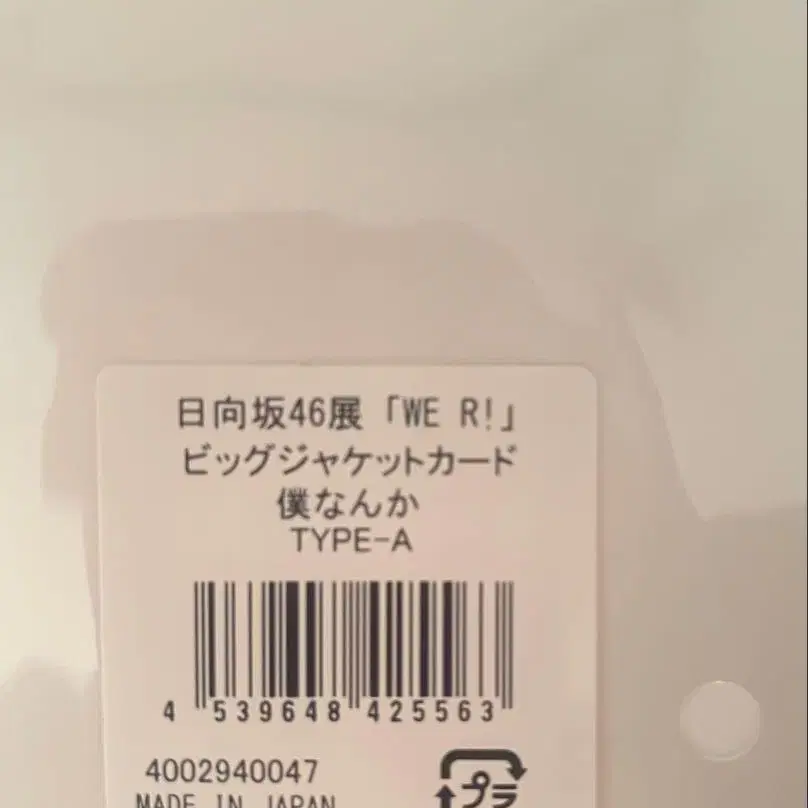 日向坂46展「WE R!」
ビッグジャケットカード
僕なんか
TYPE-A
4 539648 425563
4002940047
プラ
MADE IN JAPAN